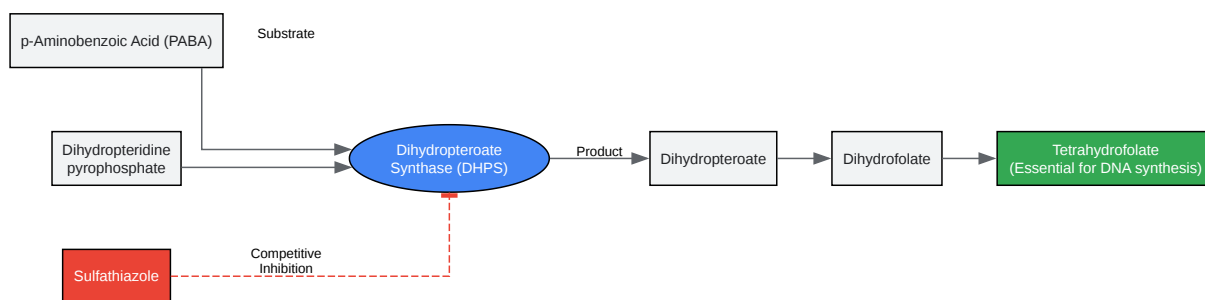 p-Aminobenzoic Acid (PABA)
Substrate
Dihydropteridine
pyrophosphate
Dihydropteroate
Synthase (DHPS)
Product
Dihydropteroate
Dihydrofolate
Tetrahydrofolate
(Essential for DNA synthesis)
Sulfathiazole
Competitive
Inhibition